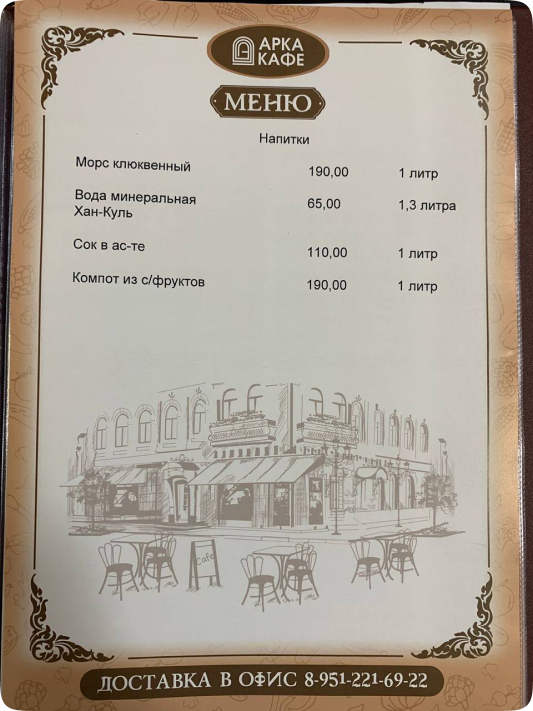 АРКА
КАФЕ
МЕНЮ
Напитки
Морс клюквенный 190,00 1 литр
Вода минеральная
Хан-Куль 65,00 1,3 литра
Сок в ас-те 110,00 1 литр
Компот из с/фруктов 190,00 1 литр
Cafe
ДОСТАВКА В ОФИС 8-951-221-69-22